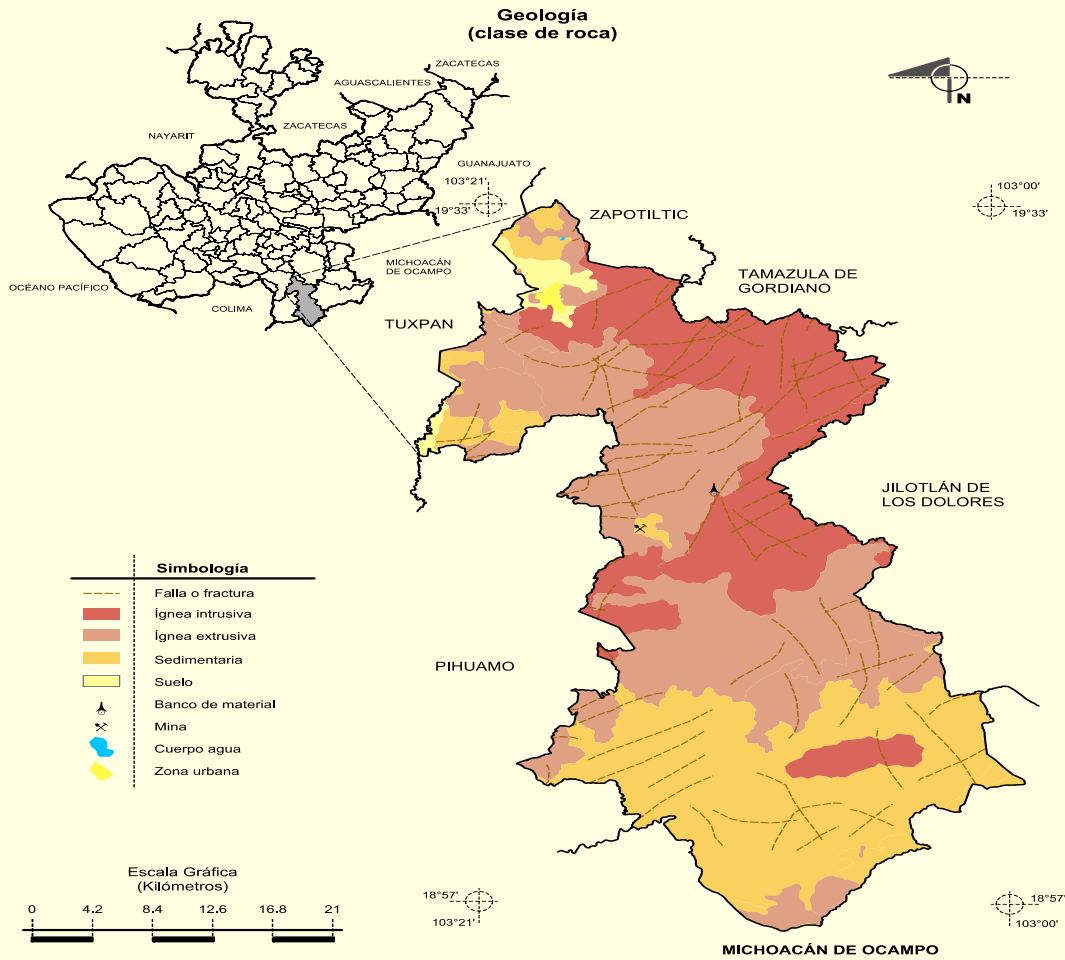 Geología
(clase de roca)
ZACATECAS
AGUASCALIENTES
ZACATECAS
NAYARIT
GUANAJUATO
103°21'
19°33'
103°00'
19°33'
N
ZAPOTILTIC
MICHOACÁN
DE OCAMPO
TAMAZULA DE
GORDIANO
OCÉANO PACÍFICO
COLIMA
TUXPAN
JILOTLÁN DE
LOS DOLORES
PIHUAMO
Simbología
Falla o fractura
Ígnea intrusiva
Ígnea extrusiva
Sedimentaria
Suelo
Banco de material
Mina
Cuerpo agua
Zona urbana
Escala Gráfica
(Kilómetros)
0 4.2 8.4 12.6 16.8 21
18°57'
103°21'
18°57'
103°00'
MICHOACÁN DE OCAMPO